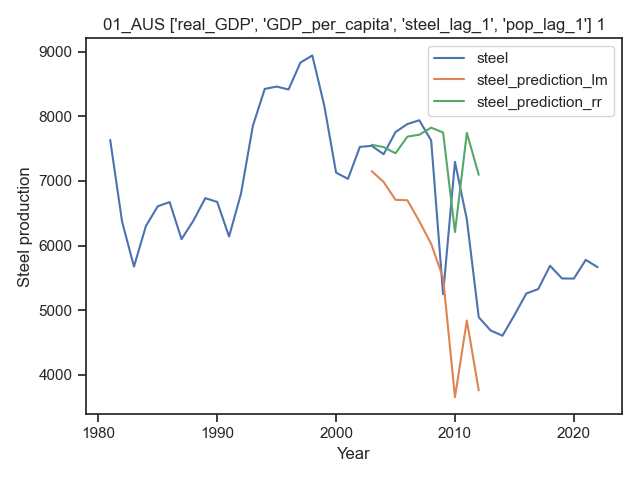 01_AUS ['real_GDP', 'GDP_per_capita', 'steel_lag_1', 'pop_lag_1'] 1
steel
steel_prediction_lm
steel_prediction_rr
9000
8000
7000
6000
5000
4000
Steel production
1980
1990
2000
2010
2020
Year